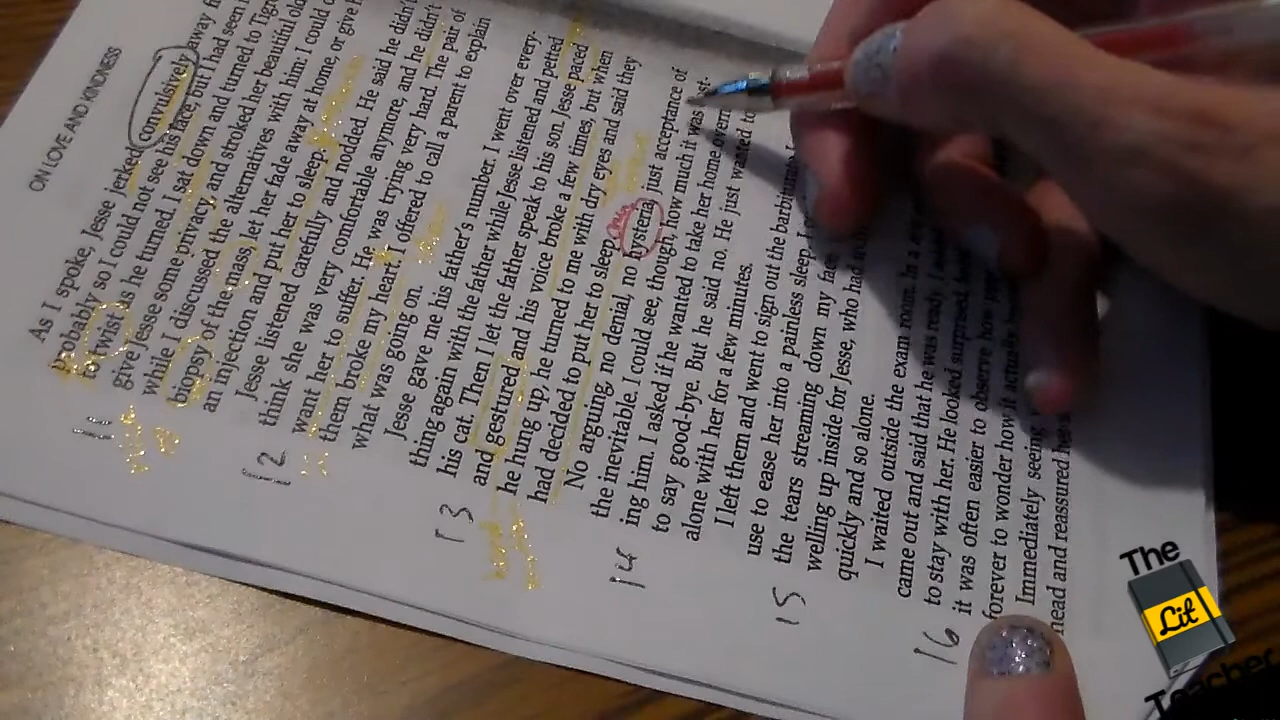 ON LOVE AND KINDNESS
As I spoke, Jesse jerked convulsively away
probably so I could not see his face, but I had seen
to twist as he turned. I sat down and turned to
give Jesse some privacy, and stroked her beautiful old
while I discussed the alternatives with him: I could
biopsy of the mass, let her fade away at home, or give
an injection and put her to sleep.
Jesse listened carefully and nodded. He said he didn't
think she was very comfortable anymore, and he didn't
want her to suffer. He was trying very hard. The pair of
them broke my heart. I offered to call a parent to explain
what was going on.
Jesse gave me his father's number. I went over every-
thing again with the father while Jesse listened and petted
his cat. Then I let the father speak to his son. Jesse paced
and gestured and his voice broke a few times, but when
he hung up, he turned to me with dry eyes and said they
had decided to put her to sleep.
No arguing, no denial, no hysteria, just acceptance of
the inevitable. I could see, though, how much it was
ing him. I asked if he wanted to take her home
to say good-bye. But he said no. He just wanted to
alone with her for a few minutes.
I left them and went to sign out the
use to ease her into a painless sleep. I
the tears streaming down my face
welling up inside for Jesse, who had
quickly and so alone.
I waited outside the exam room. In a
came out and said that he was ready. I
to stay with her. He looked surprised,
it was often easier to observe how
forever to wonder how it actually
Immediately seeing
head and reassured her
11
12
13
14
15
16
The
Lit
Teacher